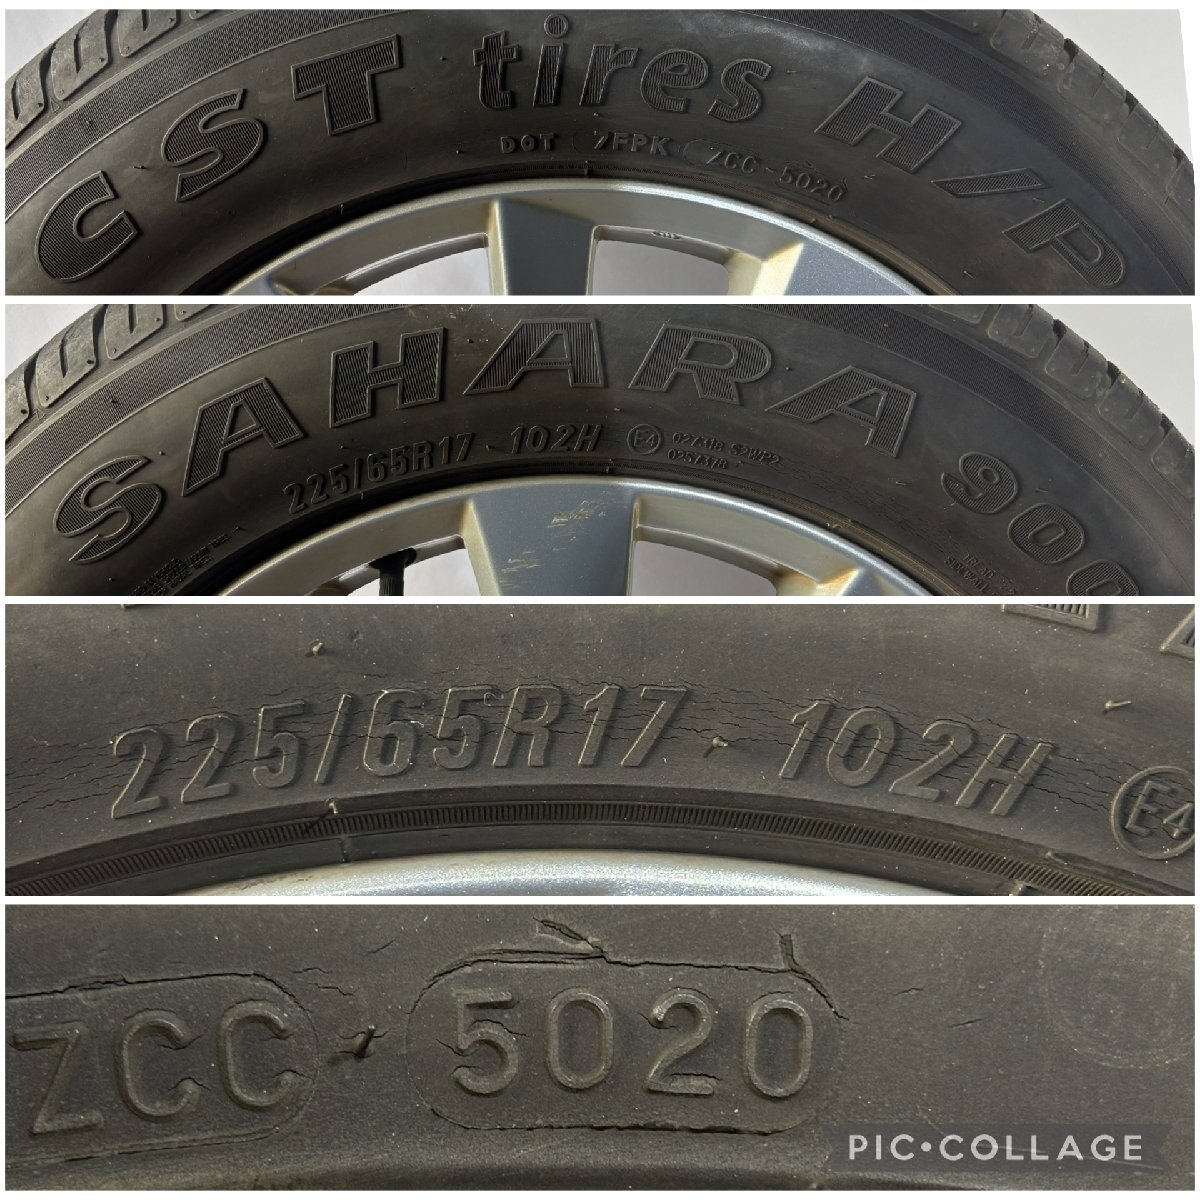 CST tires H/P
DOT 7FPK ZCC 5020
SAHARA 900
225/65R17 102H E4
225/65R17 102H E4
ZCC 5020
PIC•COLLAGE